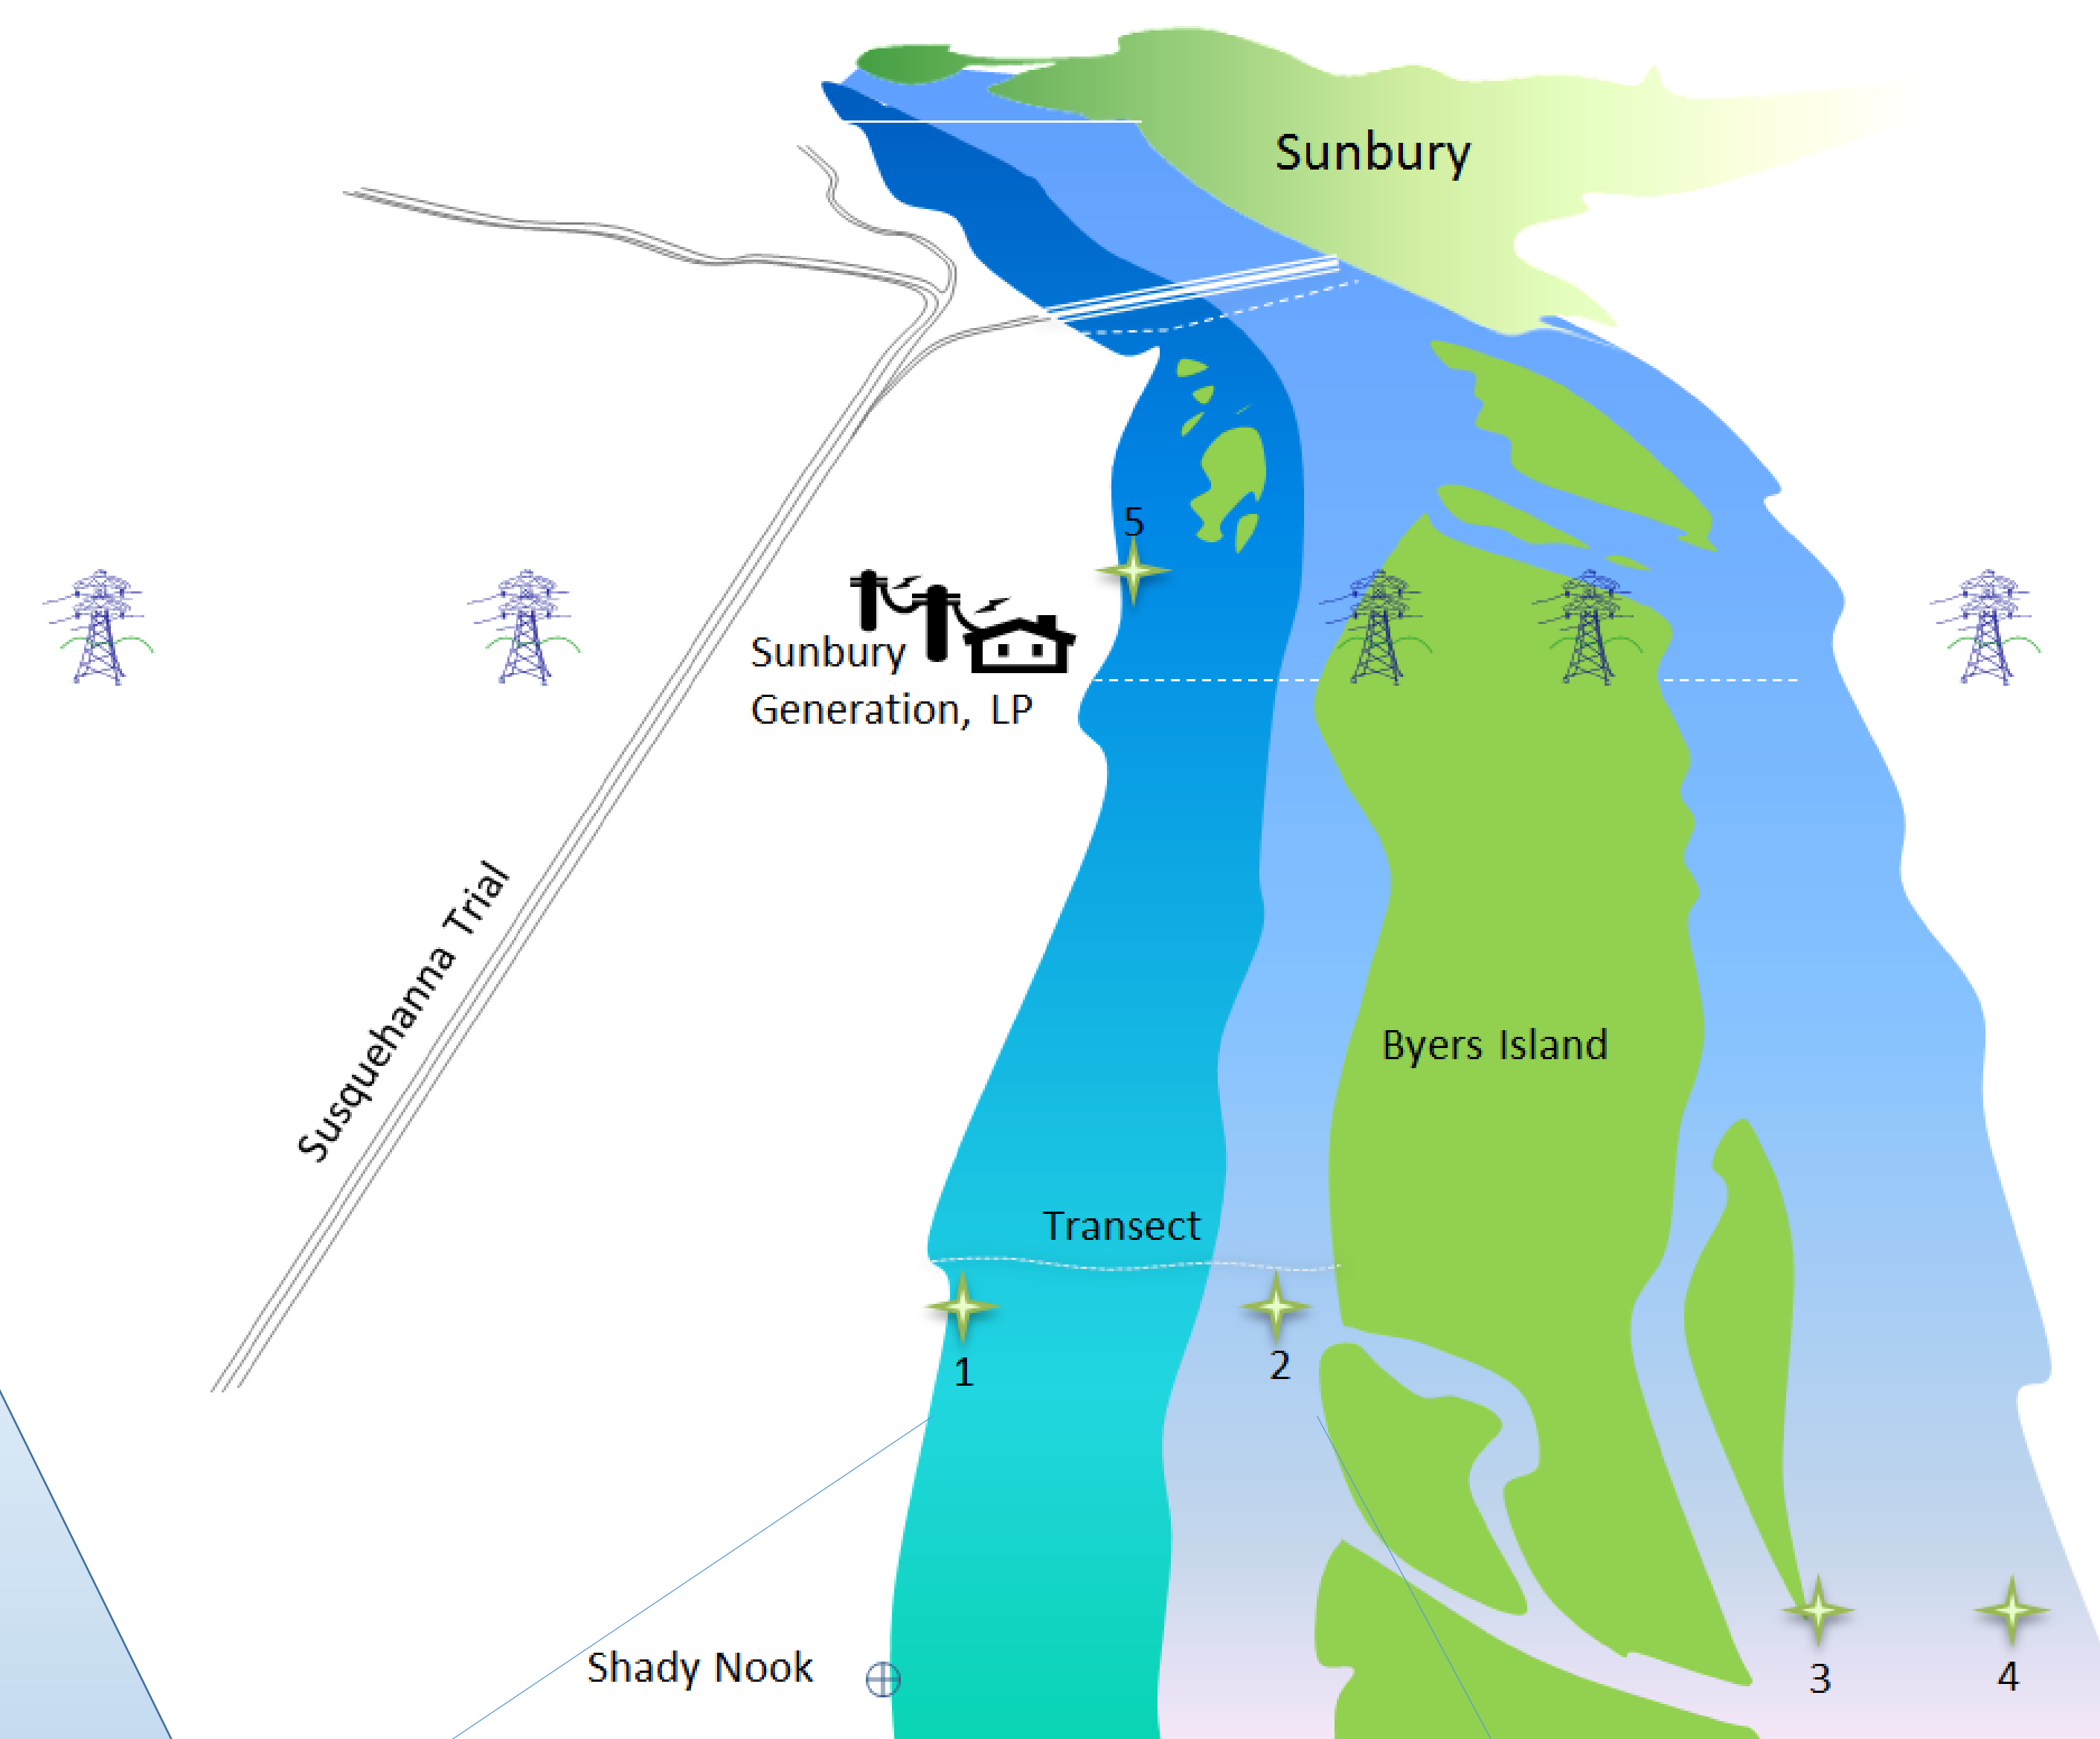 Sunbury
5
Sunbury
Generation, LP
Susquehanna Trial
Byers Island
Transect
1
2
Shady Nook
3
4